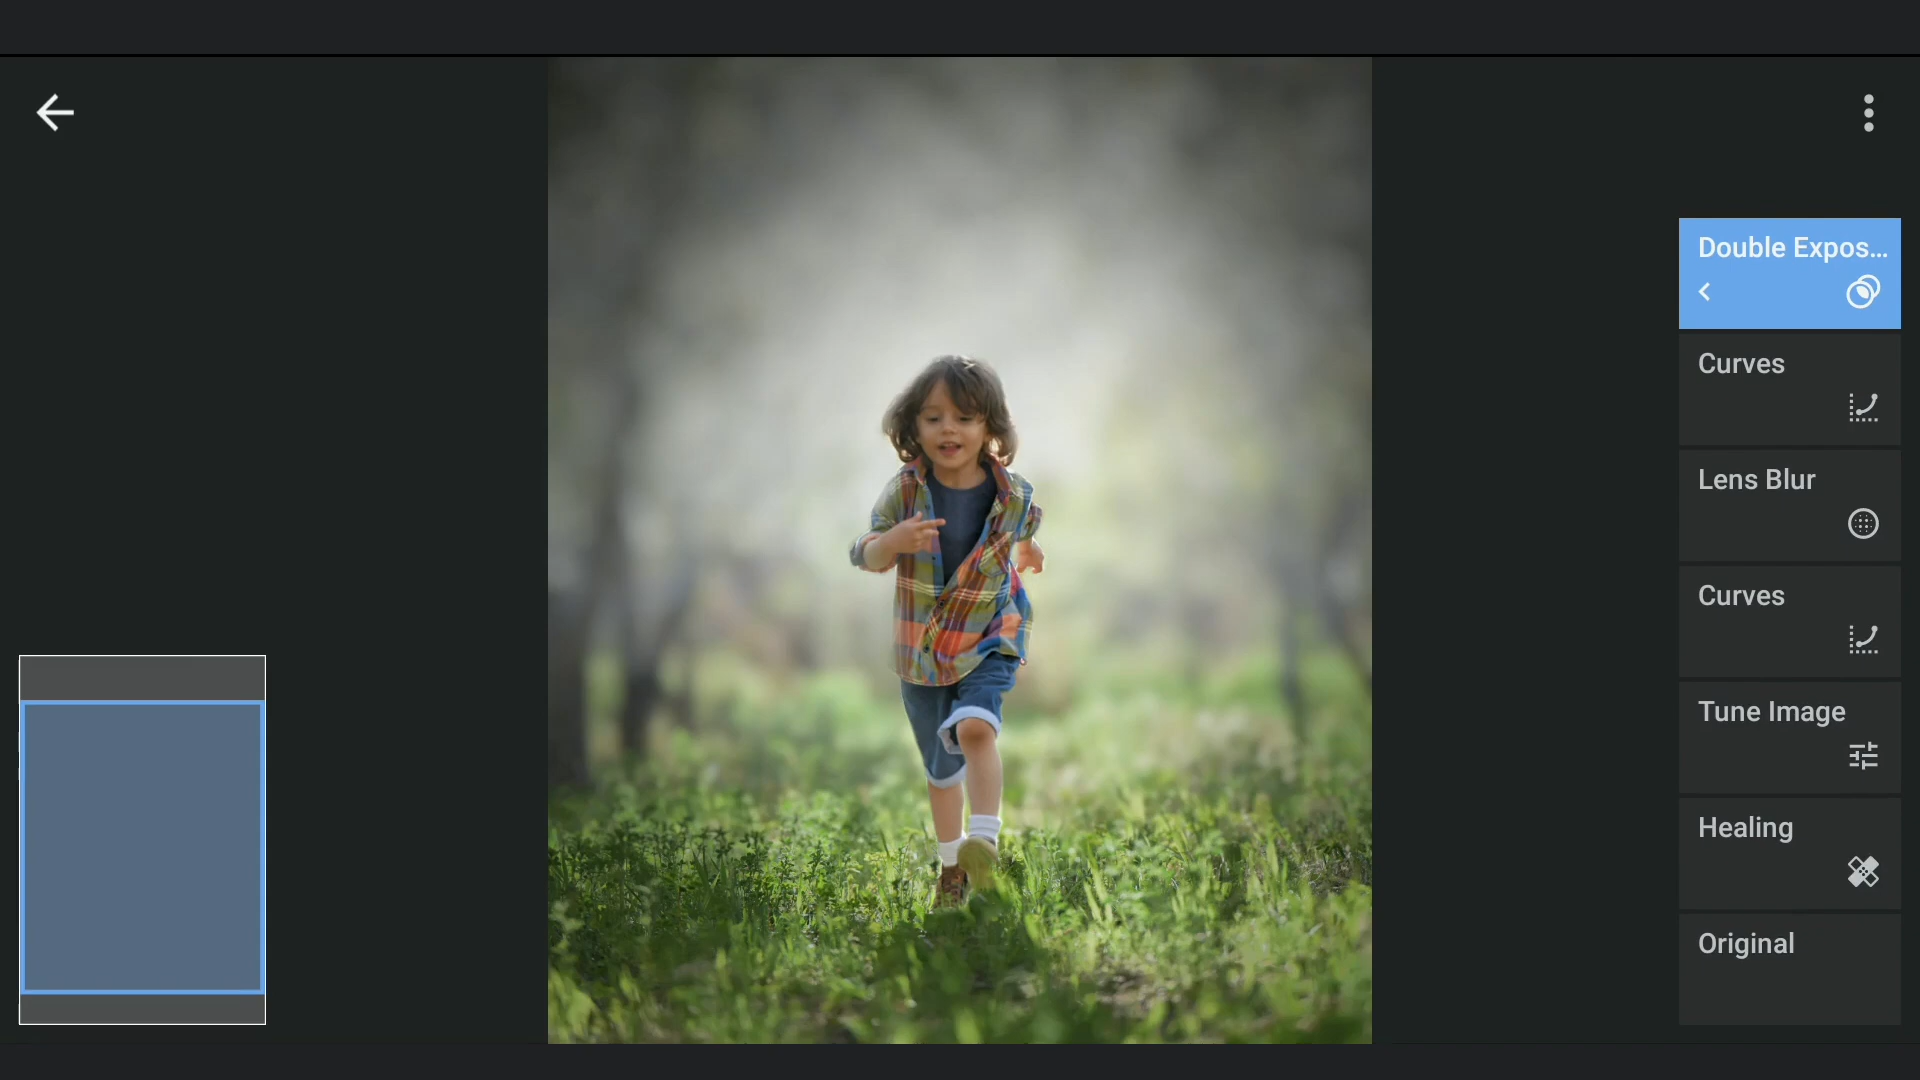 Double Expos...
Curves
Lens Blur
Curves
Tune Image
Healing
Original